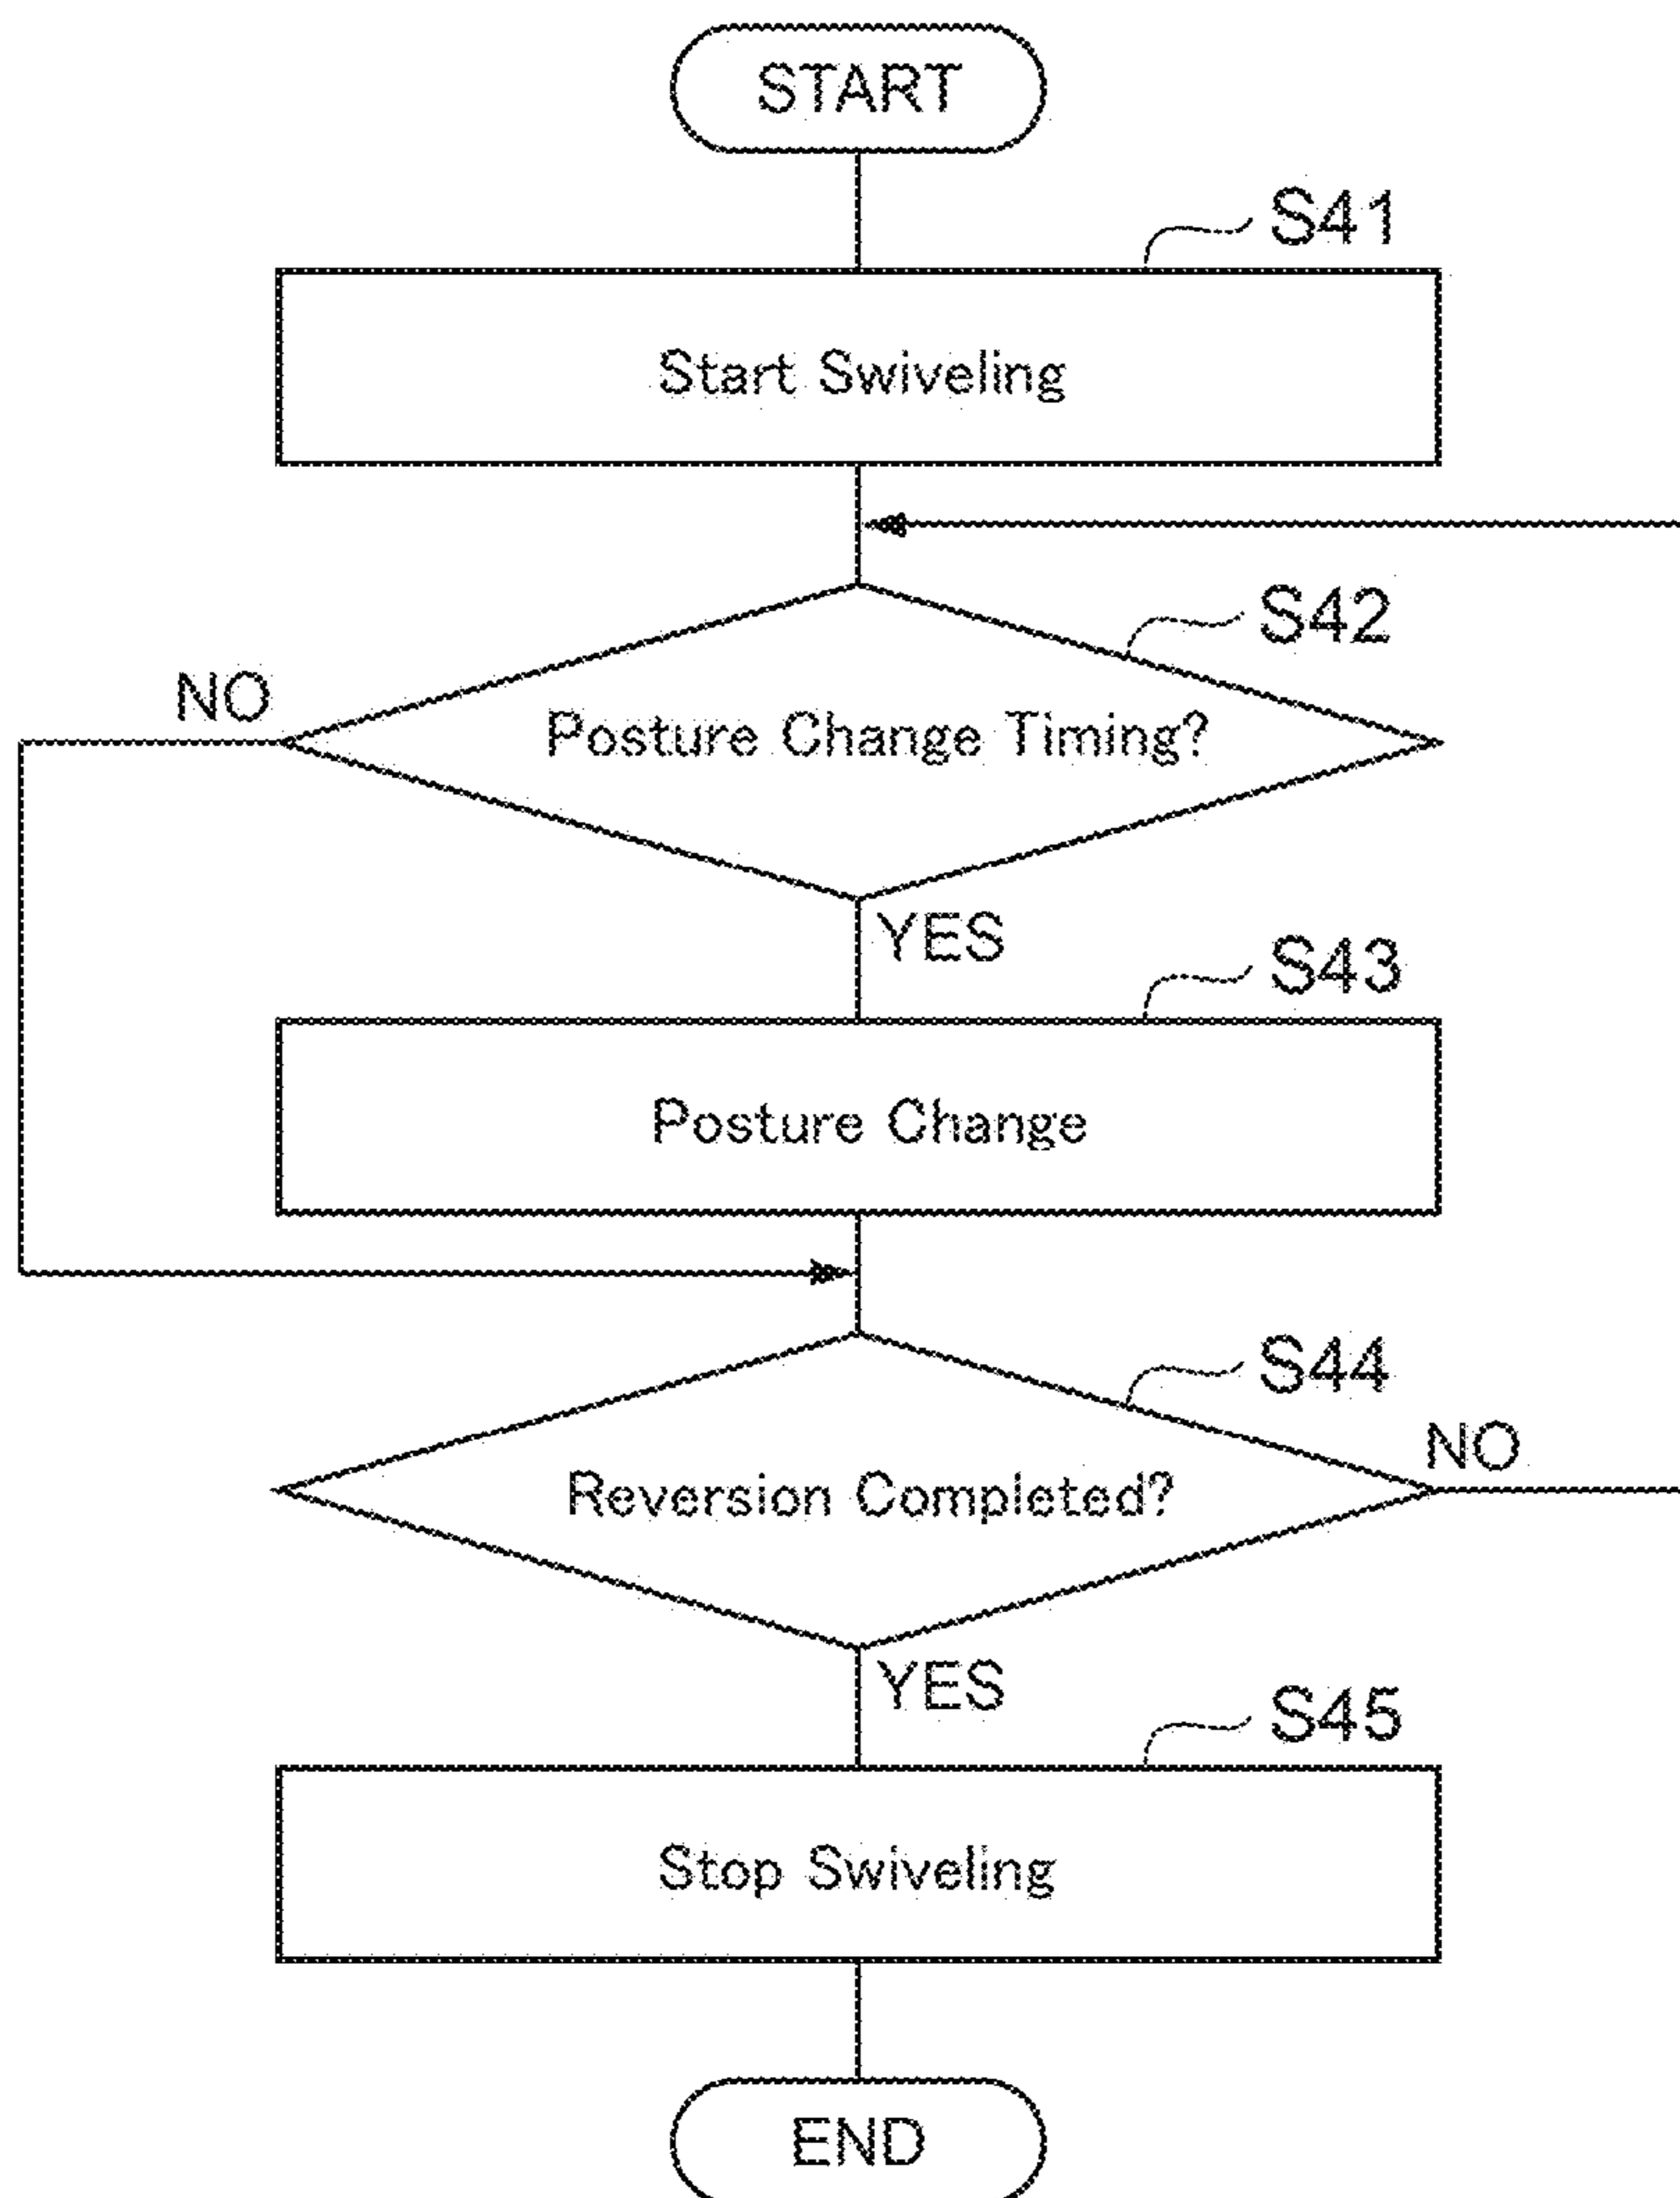 START
S41
Start Swiveling
S42
NO
Posture Change Timing?
YES
S43
Posture Change
S44
NO
Reversion Completed?
YES
S45
Stop Swiveling
END